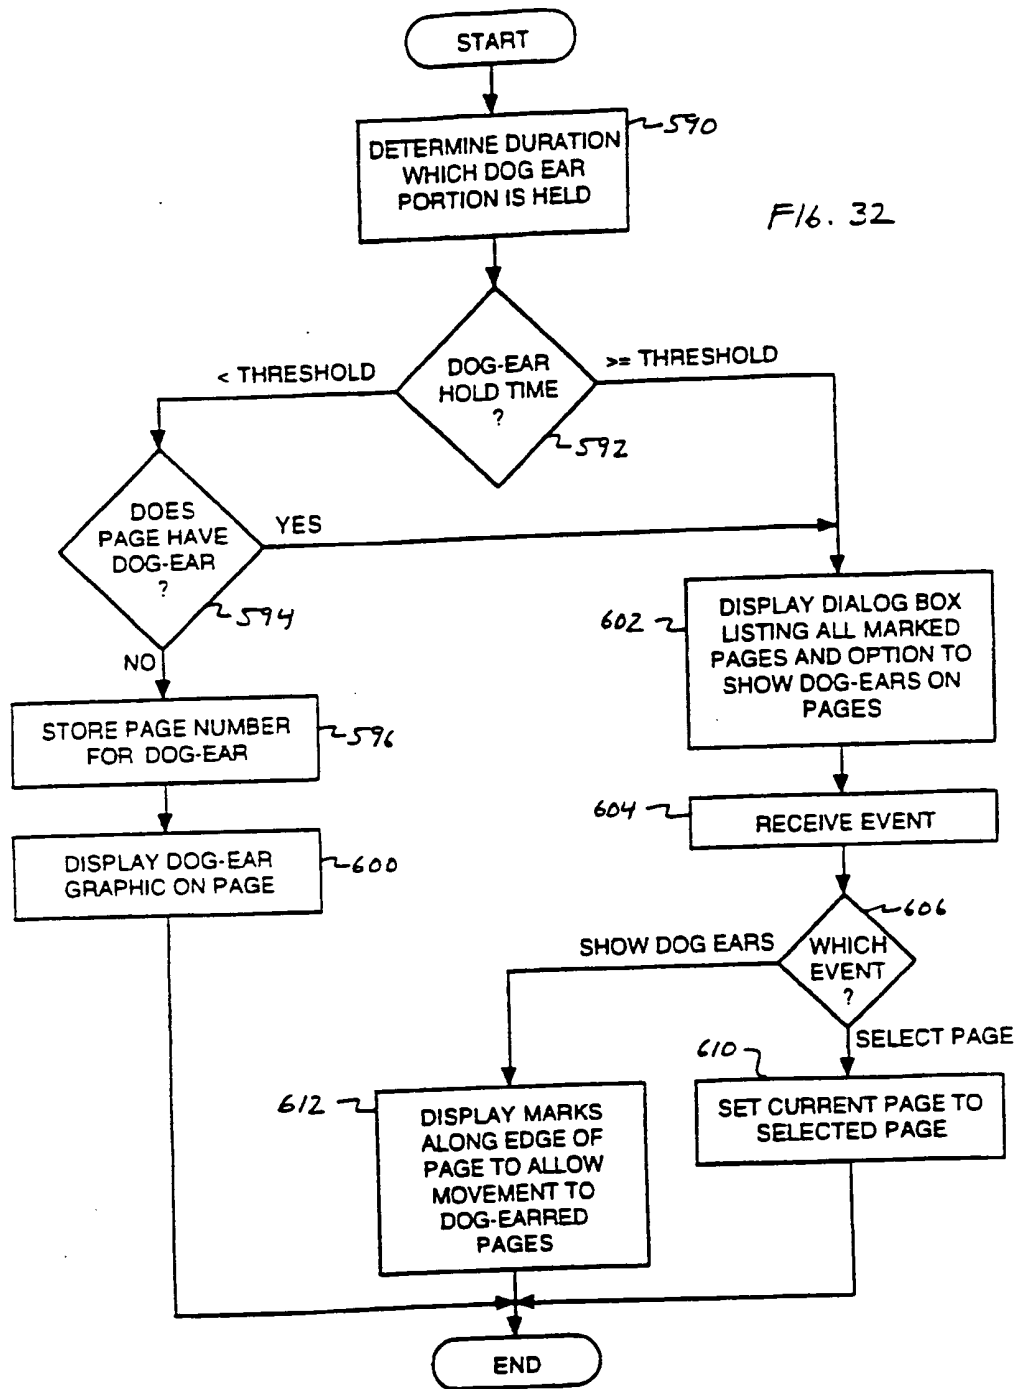 START
590
DETERMINE DURATION
WHICH DOG EAR
PORTION IS HELD
FIG. 32
< THRESHOLD
DOG-EAR
HOLD TIME
?
>= THRESHOLD
592
DOES
PAGE HAVE
DOG-EAR
?
YES
594
NO
602
DISPLAY DIALOG BOX
LISTING ALL MARKED
PAGES AND OPTION TO
SHOW DOG-EARS ON
PAGES
STORE PAGE NUMBER
FOR DOG-EAR
596
604
RECEIVE EVENT
DISPLAY DOG-EAR
GRAPHIC ON PAGE
600
606
SHOW DOG EARS
WHICH
EVENT
?
SELECT PAGE
610
SET CURRENT PAGE TO
SELECTED PAGE
612
DISPLAY MARKS
ALONG EDGE OF
PAGE TO ALLOW
MOVEMENT TO
DOG-EARRED
PAGES
END